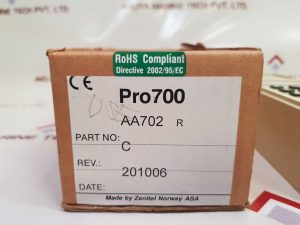 RoHS Compliant
Directive 2002/95/EC
CE
Pro700
AA702 R
PART NO:
C
REV.:
201006
DATE:
Made by Zenitel Norway ASA